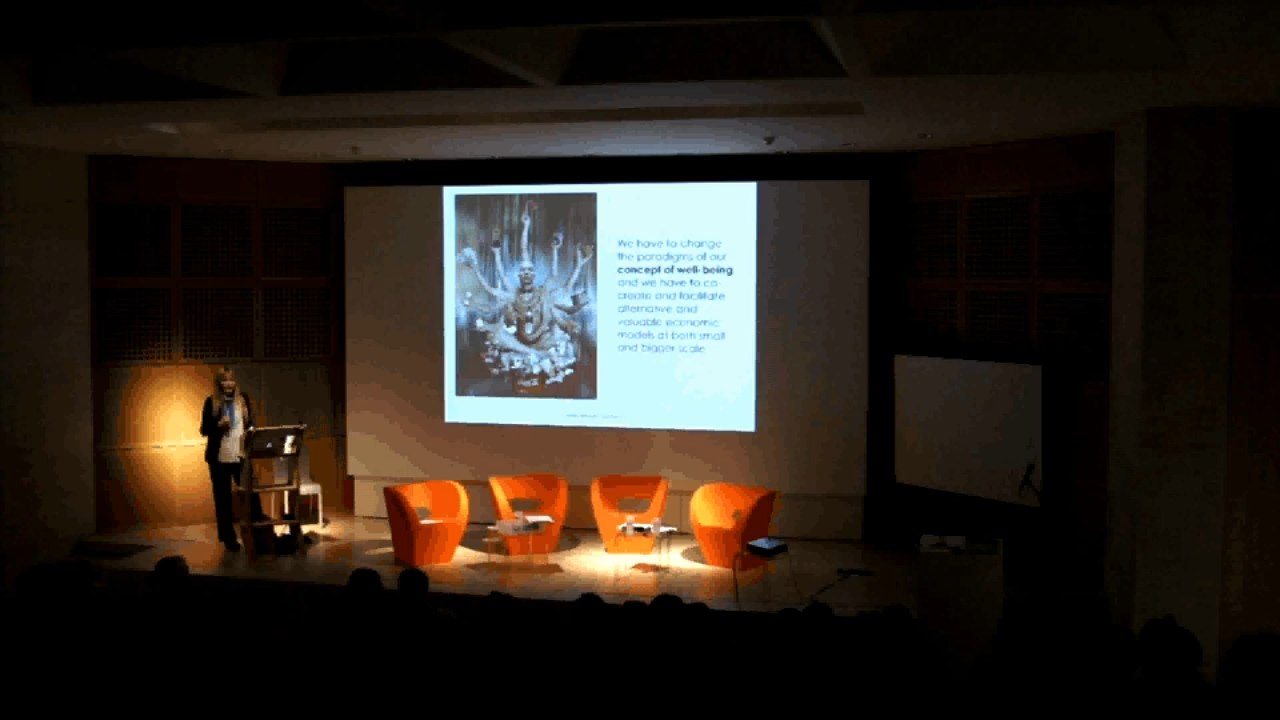 We have to change
the paradigms of our
concept of well-being
and we have to co-
create and facilitate
alternative and
valuable economic
models at both small
and bigger scale